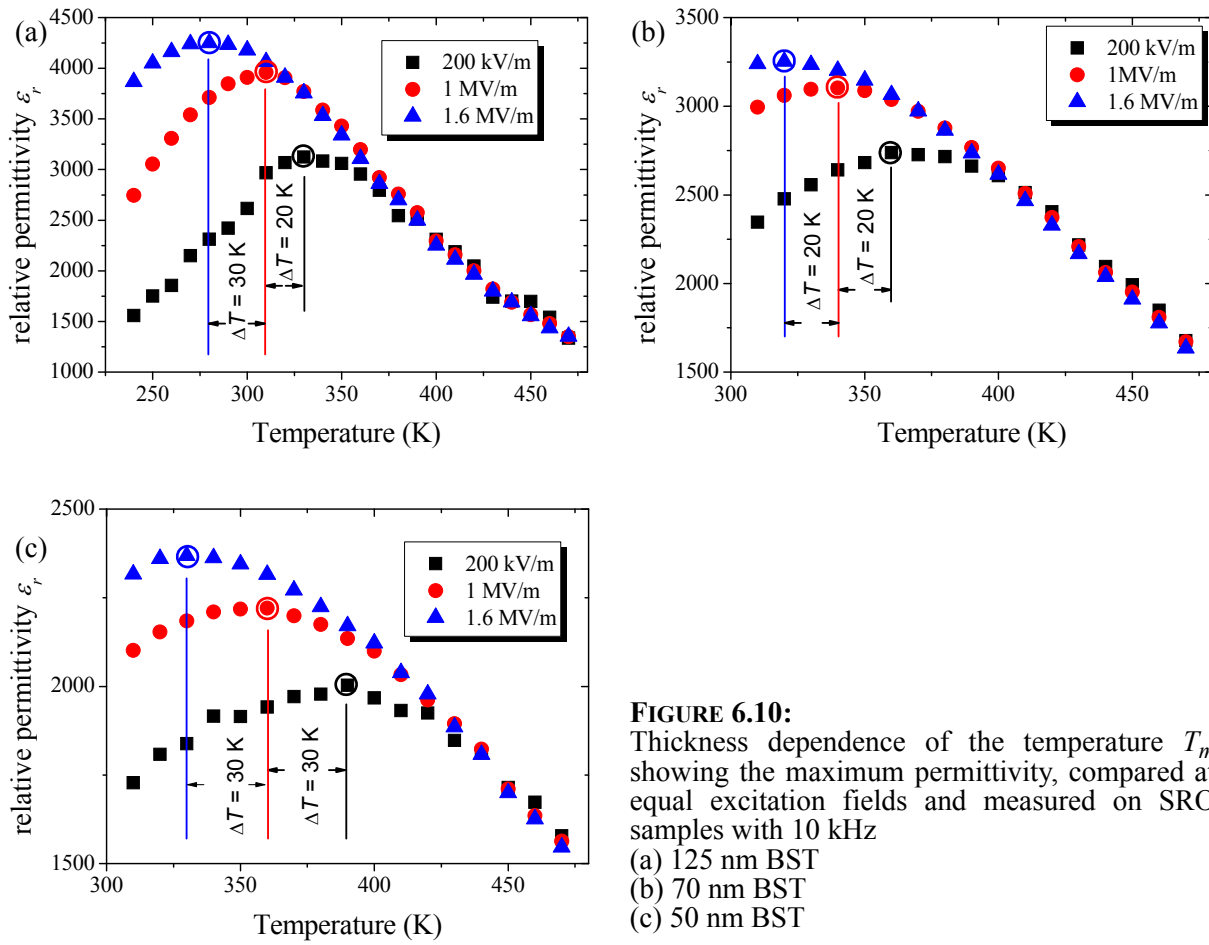 (a)
4500
4000
3500
3000
2500
2000
1500
1000
relative permittivity εr
250 300 350 400 450
Temperature (K)
200 kV/m
1 MV/m
1.6 MV/m
ΔT = 30 K
ΔT = 20 K
(b)
3500
3000
2500
2000
1500
relative permittivity εr
300 350 400 450
Temperature (K)
200 kV/m
1MV/m
1.6 MV/m
ΔT = 20 K
ΔT = 20 K
(c)
2500
2000
1500
relative permittivity εr
300 350 400 450
Temperature (K)
200 kV/m
1 MV/m
1.6 MV/m
ΔT = 30 K
ΔT = 30 K
FIGURE 6.10:
Thickness dependence of the temperature
showing the maximum permittivity, compared
equal excitation fields and measured on SRO
samples with 10 kHz
(a) 125 nm BST
(b) 70 nm BST
(c) 50 nm BST